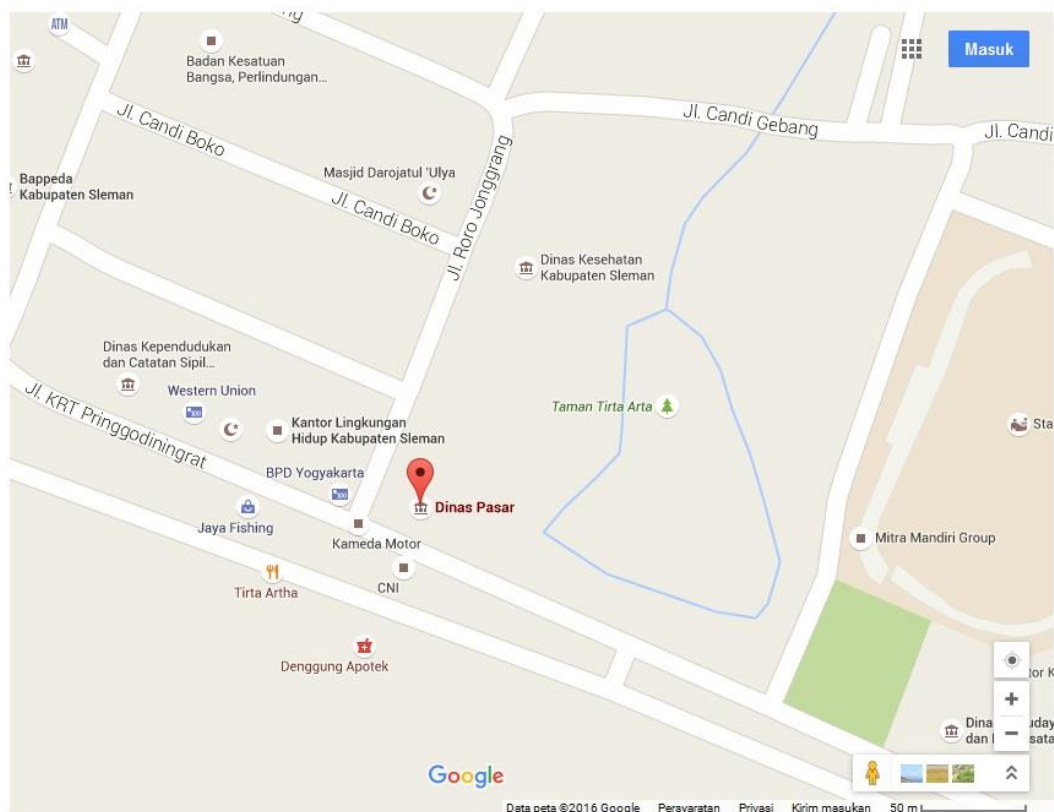 ATM
Badan Kesatuan
Bangsa, Perlindungan...
Masuk
Jl. Candi Boko
Jl. Candi Gebang
Jl. Candi
Masjid Darojatul 'Ulya
Jl. Roro Jonggrang
Bappeda
Kabupaten Sleman
Jl. Candi Boko
Dinas Kesehatan
Kabupaten Sleman
Dinas Kependudukan
dan Catatan Sipil...
Western Union
Jl. KRT Pringgodiningrat
Taman Tirta Arta
Kantor Lingkungan
Hidup Kabupaten Sleman
Sta
BPD Yogyakarta
Dinas Pasar
Jaya Fishing
Kameda Motor
Mitra Mandiri Group
CNI
Tirta Artha
Denggung Apotek
Google
Data peta ©2016 Google Persyaratan Privasi Kirim masukan 50 m